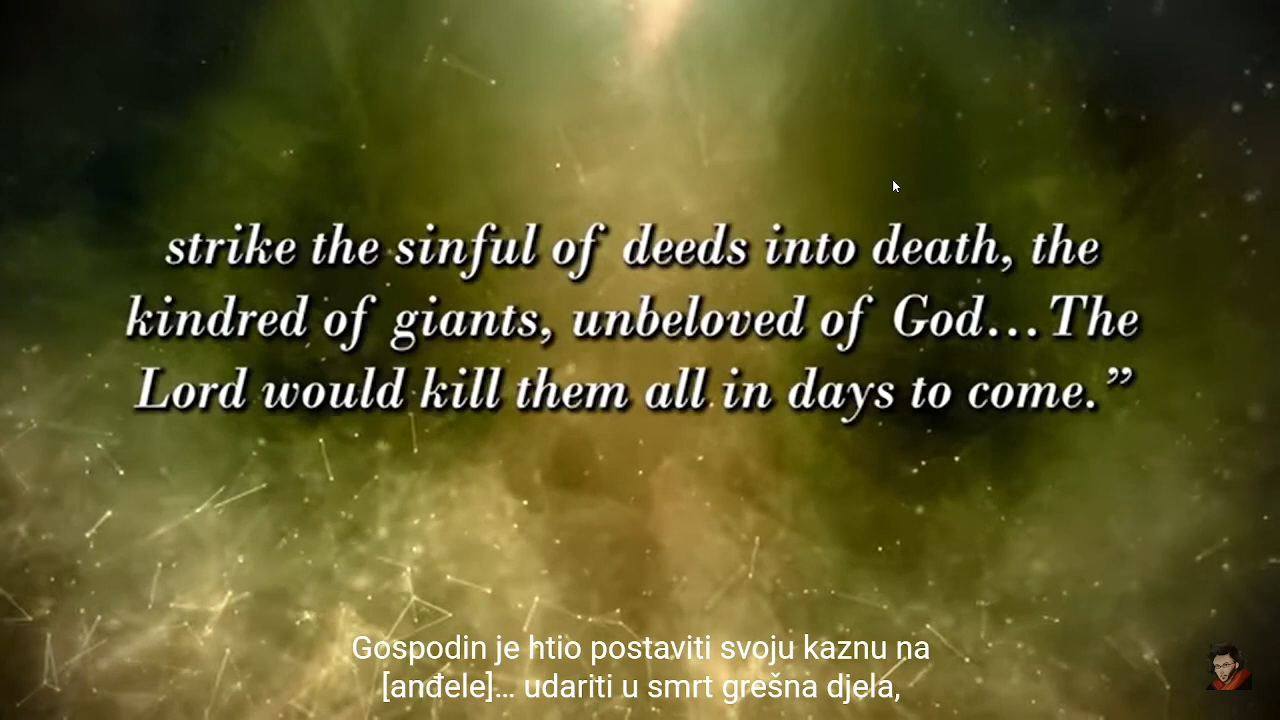 strike the sinful of deeds into death, the
kindred of giants, unbeloved of God...The
Lord would kill them all in days to come.”
Gospodin je htio postaviti svoju kaznu na
[anđele]... udariti u smrt grešna djela,